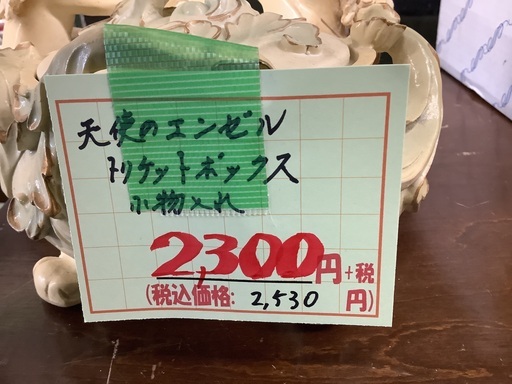 天使のエンゼル
トリケットボックス
小物入れ
2,300円+税
(税込価格: 2,530 円)